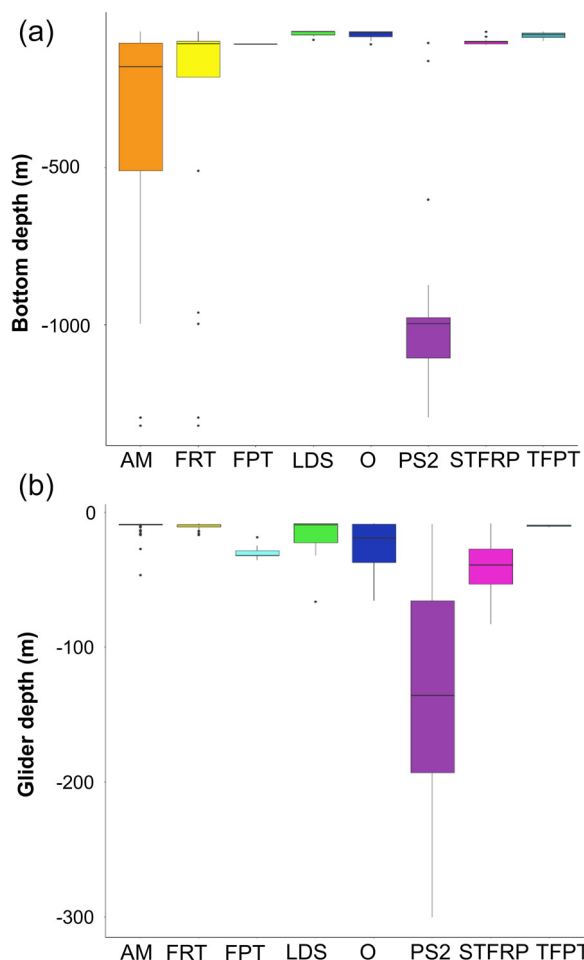 (a)
Bottom depth (m)
-500
-1000
AM FRT FPT LDS O PS2 STFRP TFPT
(b)
Glider depth (m)
0
-100
-200
-300
AM FRT FPT LDS O PS2 STFRP TFPT